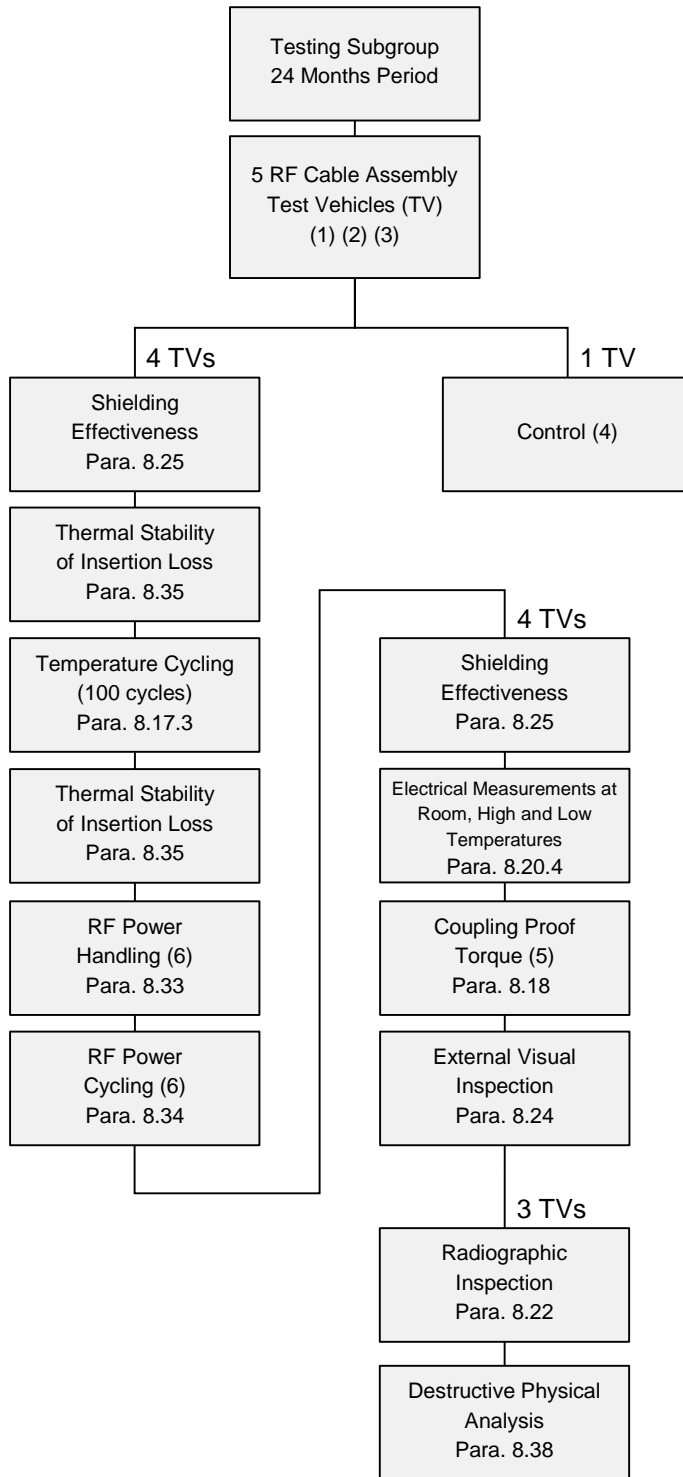 Testing Subgroup
24 Months Period
5 RF Cable Assembly
Test Vehicles (TV)
(1) (2) (3)
4 TVs
Shielding
Effectiveness
Para. 8.25
Thermal Stability
of Insertion Loss
Para. 8.35
Temperature Cycling
(100 cycles)
Para. 8.17.3
Thermal Stability
of Insertion Loss
Para. 8.35
RF Power
Handling (6)
Para. 8.33
RF Power
Cycling (6)
Para. 8.34
1 TV
Control (4)
4 TVs
Shielding
Effectiveness
Para. 8.25
Electrical Measurements at
Room, High and Low
Temperatures
Para. 8.20.4
Coupling Proof
Torque (5)
Para. 8.18
External Visual
Inspection
Para. 8.24
3 TVs
Radiographic
Inspection
Para. 8.22
Destructive Physical
Analysis
Para. 8.38